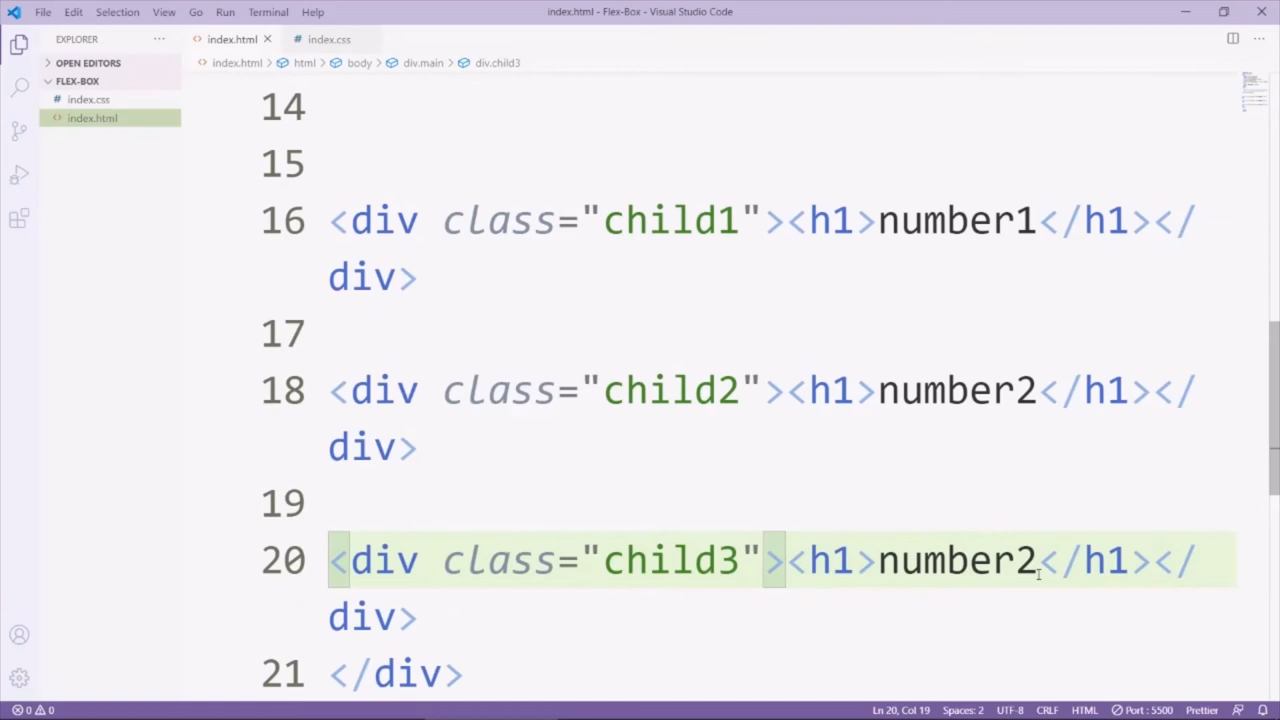 File Edit Selection View Go Run Terminal Help
index.html - Flex-Box - Visual Studio Code
EXPLORER ···
index.html
# index.css
index.html > html > body > div.main > div.child3
OPEN EDITORS
FLEX-BOX
# index.css
index.html
14
15
16 <div class="child1"><h1>number1</h1></
div>
17
18 <div class="child2"><h1>number2</h1></
div>
19
20 <div class="child3"><h1>number2</h1></
div>
21 </div>
0 0
Ln 20, Col 19 Spaces: 2 UTF-8 CRLF HTML Port : 5500 Prettier